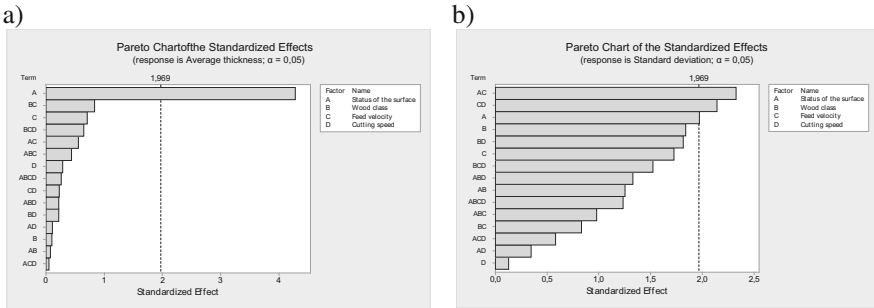 a)
Pareto Chartofthe Standardized Effects
(response is Average thickness; α = 0,05)
Term
1,969
A
BC
C
BCD
AC
ABC
D
ABCD
CD
ABD
BD
AD
B
AB
ACD
0 1 2 3 4
Standardized Effect
Factor Name
A Status of the surface
B Wood class
C Feed velocity
D Cutting speed
b)
Pareto Chart of the Standardized Effects
(response is Standard deviation; α = 0,05)
Term
1,969
AC
CD
A
B
BD
C
BCD
ABD
AB
ABCD
ABC
BC
ACD
AD
D
0,0 0,5 1,0 1,5 2,0 2,5
Standardized Effect
Factor Name
A Status of the surface
B Wood class
C Feed velocity
D Cutting speed